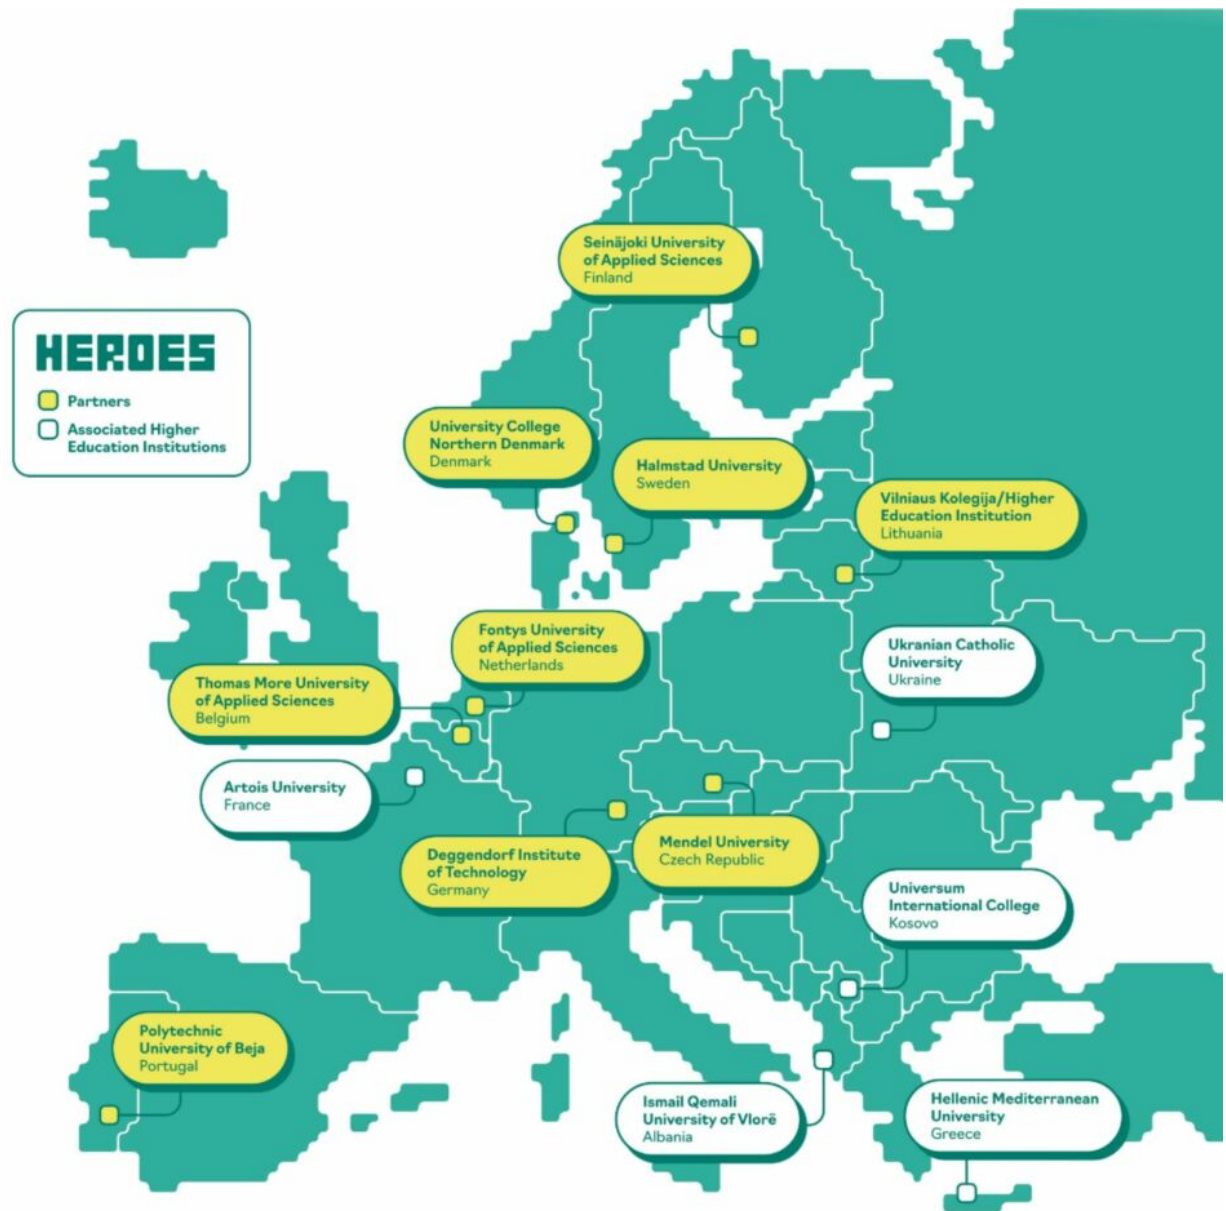 Seinäjoki University
of Applied Sciences
Finland
HEROES
Partners
Associated Higher
Education Institutions
University College
Northern Denmark
Denmark
Halmstad University
Sweden
Vilniaus Kolegija/Higher
Education Institution
Lithuania
Fontys University
of Applied Sciences
Netherlands
Ukranian Catholic
University
Ukraine
Thomas More University
of Applied Sciences
Belgium
Artois University
France
Deggendorf Institute
of Technology
Germany
Mendel University
Czech Republic
Universum
International College
Kosovo
Polytechnic
University of Beja
Portugal
Ismail Qemali
University of Vlorë
Albania
Hellenic Mediterranean
University
Greece